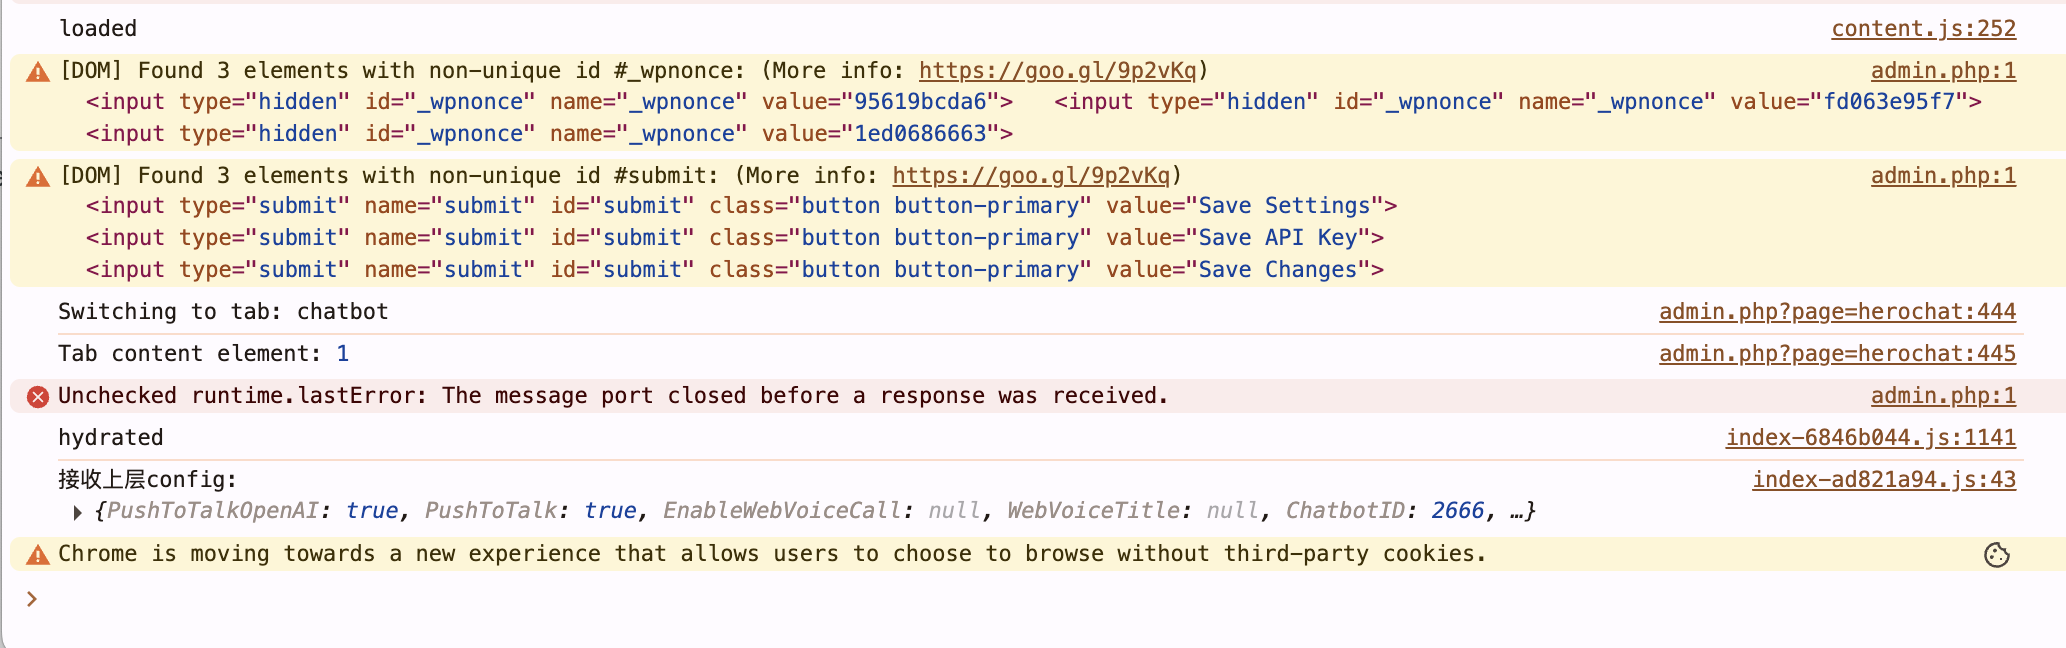 loaded content.js:252
[DOM] Found 3 elements with non-unique id #_wpnonce: (More info: https://goo.gl/9p2vKq) admin.php:1
<input type="hidden" id="_wpnonce" name="_wpnonce" value="95619bcda6"> <input type="hidden" id="_wpnonce" name="_wpnonce" value="fd063e95f7">
<input type="hidden" id="_wpnonce" name="_wpnonce" value="1ed0686663">
[DOM] Found 3 elements with non-unique id #submit: (More info: https://goo.gl/9p2vKq) admin.php:1
<input type="submit" name="submit" id="submit" class="button button-primary" value="Save Settings">
<input type="submit" name="submit" id="submit" class="button button-primary" value="Save API Key">
<input type="submit" name="submit" id="submit" class="button button-primary" value="Save Changes">
Switching to tab: chatbot admin.php?page=herochat:444
Tab content element: 1 admin.php?page=herochat:445
Unchecked runtime.lastError: The message port closed before a response was received. admin.php:1
hydrated index-6846b044.js:1141
接收上层config: index-ad821a94.js:43
{PushToTalkOpenAI: true, PushToTalk: true, EnableWebVoiceCall: null, WebVoiceTitle: null, ChatbotID: 2666, …}
Chrome is moving towards a new experience that allows users to choose to browse without third-party cookies.